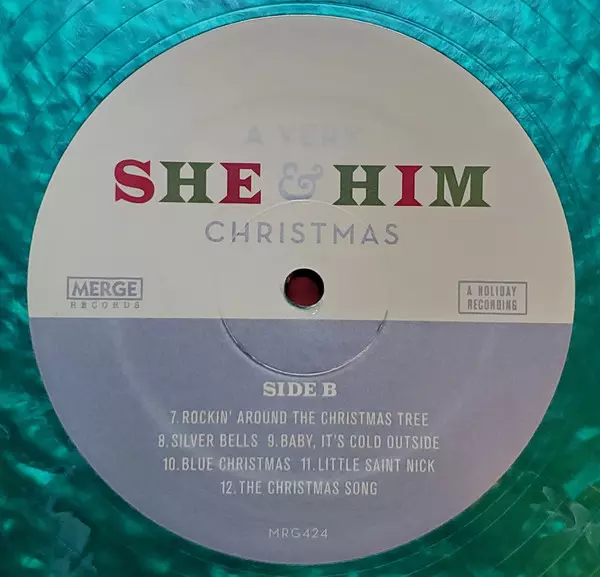 A VERY
SHE & HIM
CHRISTMAS
MERGE
RECORDS
A HOLIDAY
RECORDING
SIDE B
7. ROCKIN' AROUND THE CHRISTMAS TREE
8. SILVER BELLS 9. BABY, IT'S COLD OUTSIDE
10. BLUE CHRISTMAS 11. LITTLE SAINT NICK
12. THE CHRISTMAS SONG
MRG424